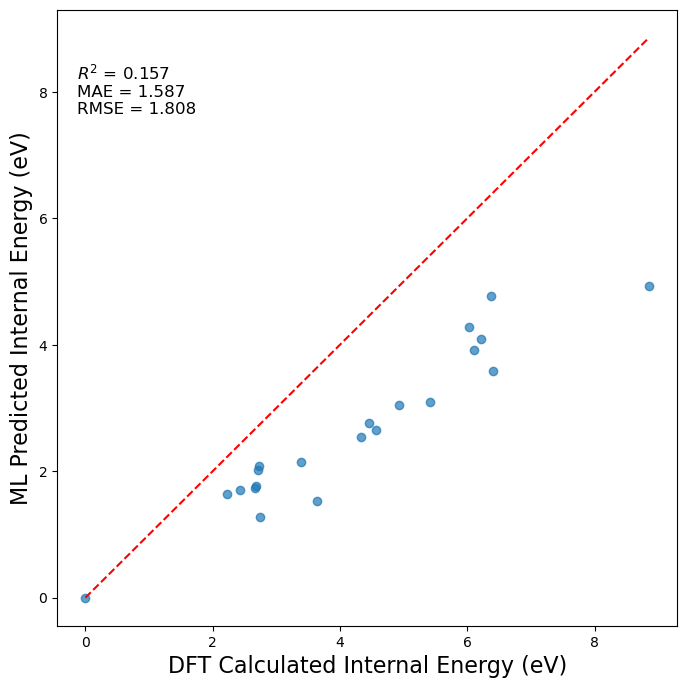 R² = 0.157
MAE = 1.587
RMSE = 1.808
ML Predicted Internal Energy (eV)
8
6
4
2
0
0 2 4 6 8
DFT Calculated Internal Energy (eV)